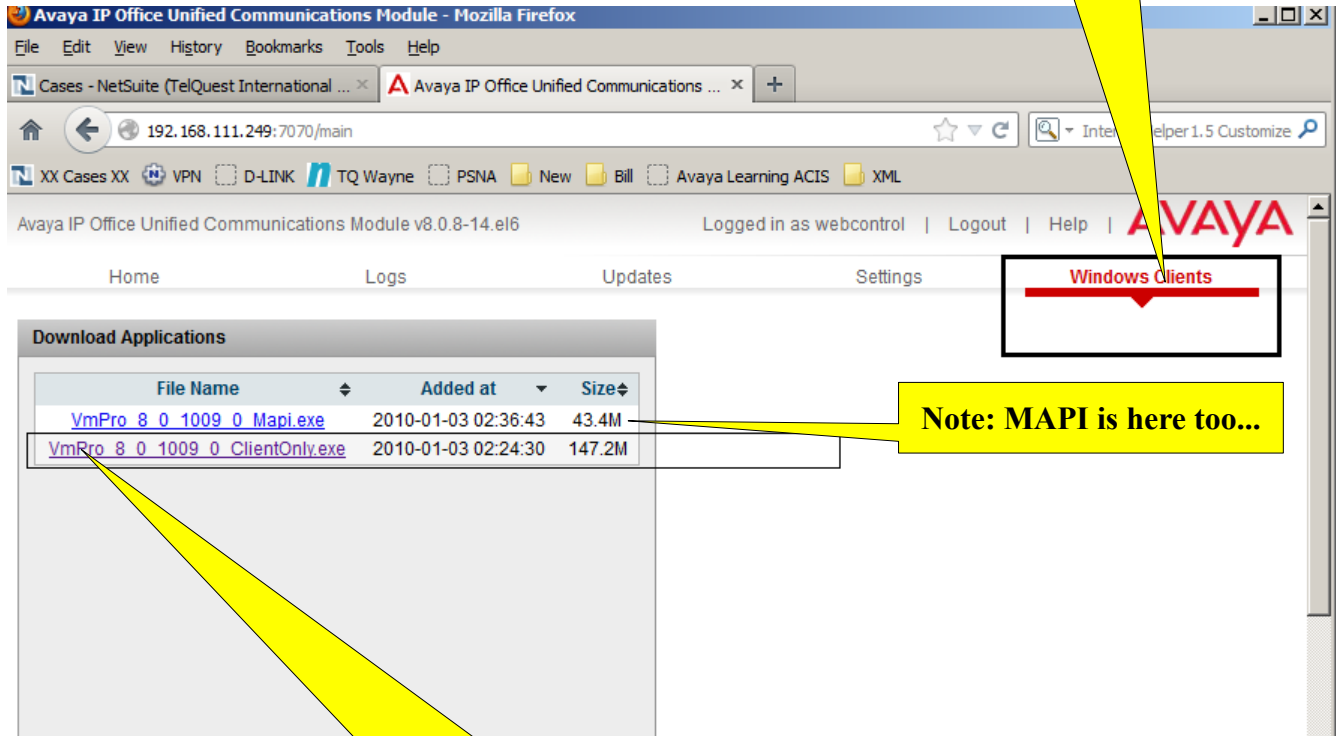 Avaya IP Office Unified Communications Module - Mozilla Firefox
File Edit View History Bookmarks Tools Help
Cases - NetSuite (TelQuest International ... Avaya IP Office Unified Communications ...
192.168.111.249:7070/main Customize
XX Cases XX VPN D-LINK TQ Wayne PSNA New Bill Avaya Learning ACIS XML
Avaya IP Office Unified Communications Module v8.0.8-14.el6 Logged in as webcontrol | Logout | Help | AVAYA
Home Logs Updates Settings Windows Clients
Download Applications
File Name Added at Size
VmPro_8_0_1009_0_Mapi.exe 2010-01-03 02:36:43 43.4M
Note: MAPI is here too...
VmPro_8_0_1009_0_ClientOnly.exe 2010-01-03 02:24:30 147.2M